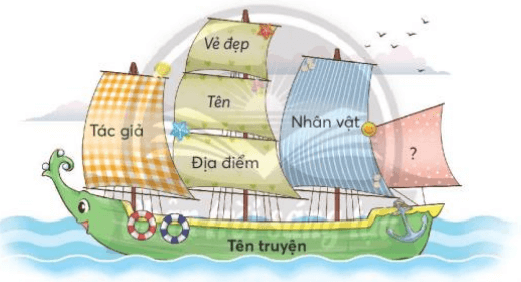 Vẻ đẹp
Tên
Tác giả
Địa điểm
Nhân vật
?
Tên truyện